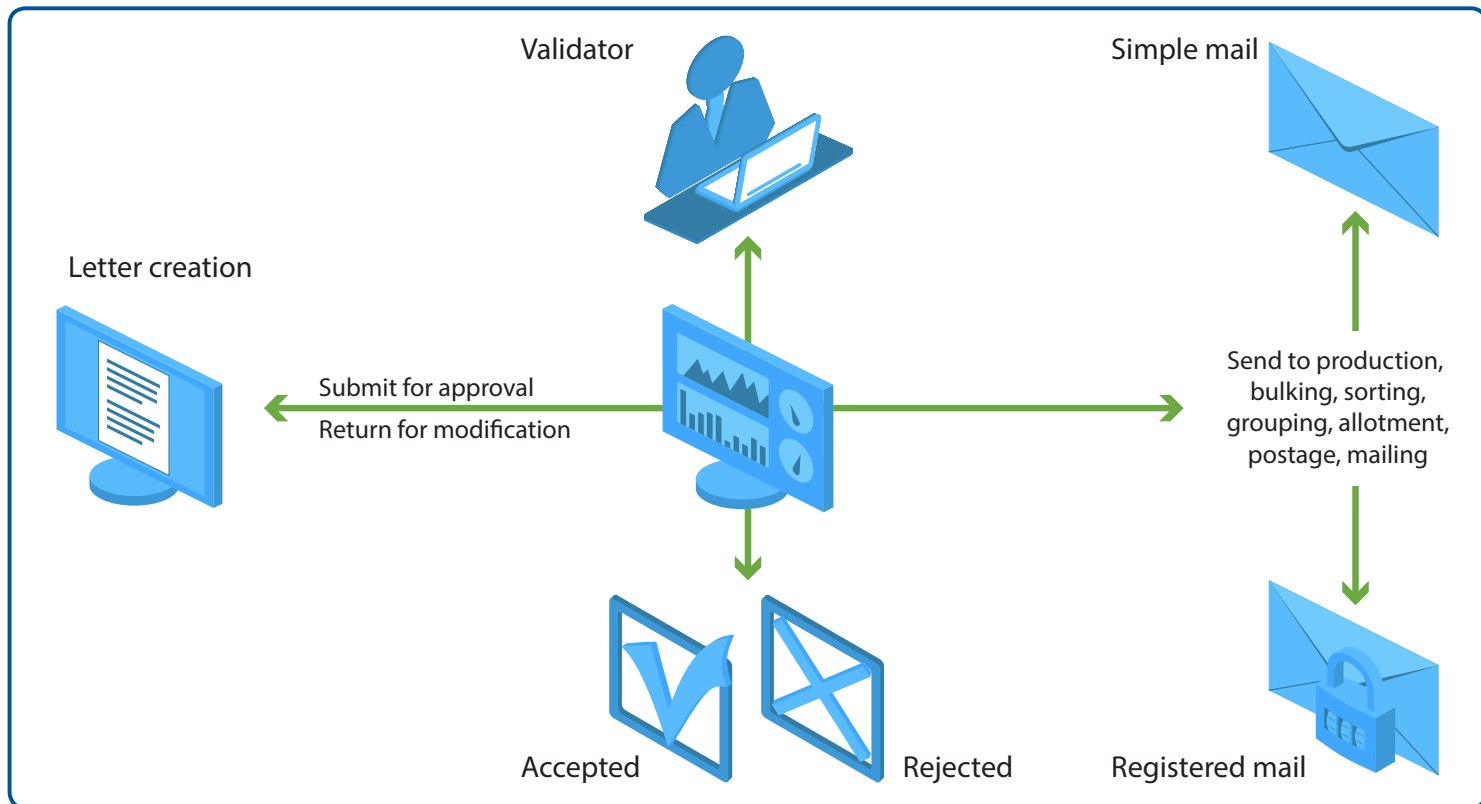 Validator
Simple mail
Letter creation
Submit for approval
Return for modification
Send to production,
bulking, sorting,
grouping, allotment,
postage, mailing
Accepted
Rejected
Registered mail